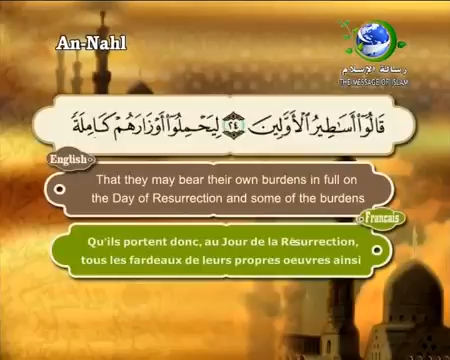 An-Nahl
رسالة الإسلام
THE MESSAGE OF ISLAM
قَالُوٓا۟ أَسَـٰطِيرُ ٱلْأَوَّلِينَ ٢٤ لِيَحْمِلُوٓا۟ أَوْزَارَهُمْ كَامِلَةً
English
That they may bear their own burdens in full on
the Day of Resurrection and some of the burdens
Francais
Qu'ils portent donc, au Jour de la Résurrection,
tous les fardeaux de leurs propres oeuvres ainsi